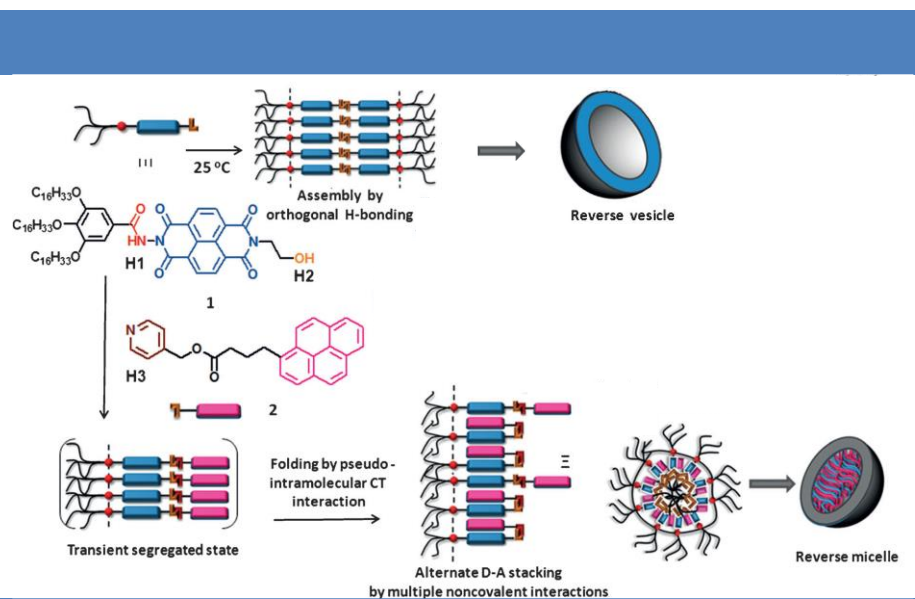 25 °C
Assembly by
orthogonal H-bonding
Reverse vesicle
C₁₆H₃₃O
C₁₆H₃₃O
C₁₆H₃₃O
O
HN
H1
O
O
N
N
O
O
OH
H2
1
N
H3
O
O
2
Transient segregated state
Folding by pseudo-
intramolecular CT
interaction
Alternate D-A stacking
by multiple noncovalent interactions
Reverse micelle